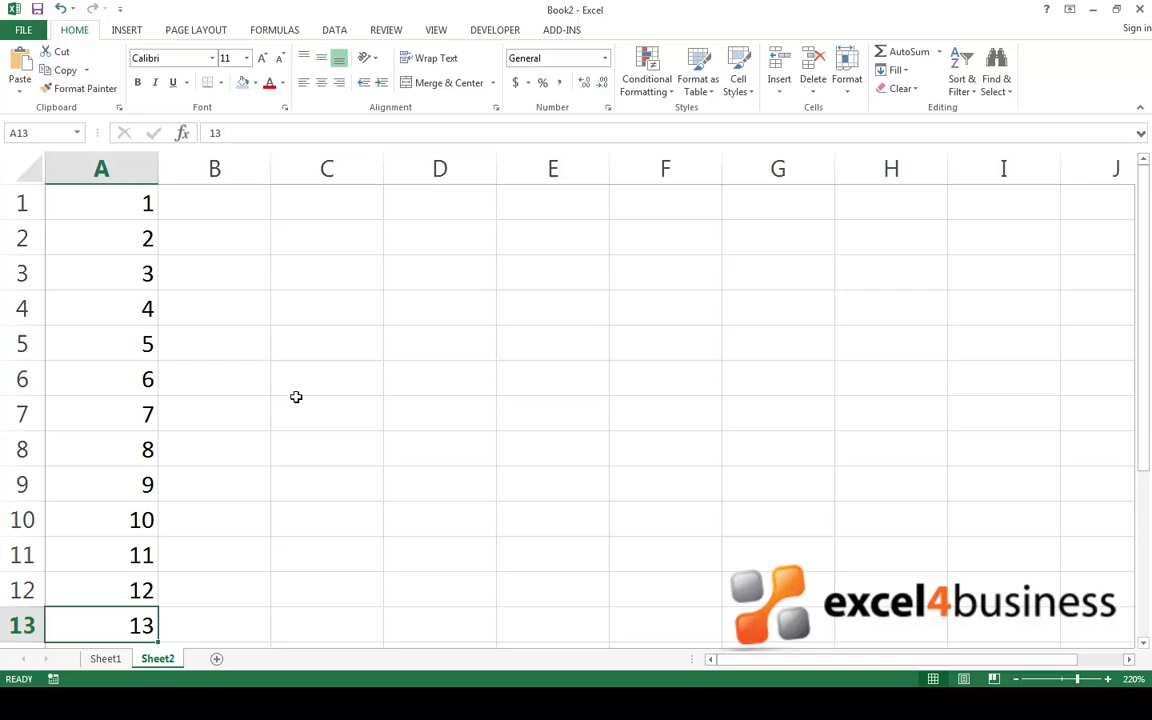 Book2 - Excel
Sign in
FILE HOME INSERT PAGE LAYOUT FORMULAS DATA REVIEW VIEW DEVELOPER ADD-INS
Paste
Cut
Copy
Format Painter
Clipboard
Calibri 11
B I U
Font
Wrap Text
Merge & Center
Alignment
General
$ % ,
Number
Conditional Formatting
Format as Table
Cell Styles
Styles
Insert
Delete
Format
Cells
AutoSum
Fill
Clear
Sort & Filter
Find & Select
Editing
A13 fx 13
A B C D E F G H I J
1 1
2 2
3 3
4 4
5 5
6 6
7 7
8 8
9 9
10 10
11 11
12 12
13 13
excel4business
Sheet1 Sheet2
READY 220%